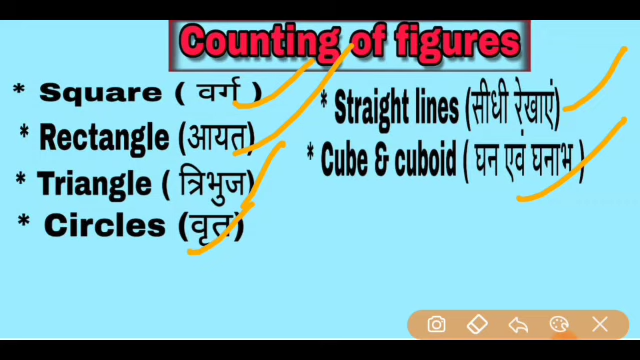 Counting of figures
* Square ( वर्ग )
* Rectangle (आयत)
* Triangle ( त्रिभुज)
* Circles (वृत)
* Straight lines (सीधी रेखाएं)
* Cube & cuboid ( घन एवं घनाभ )